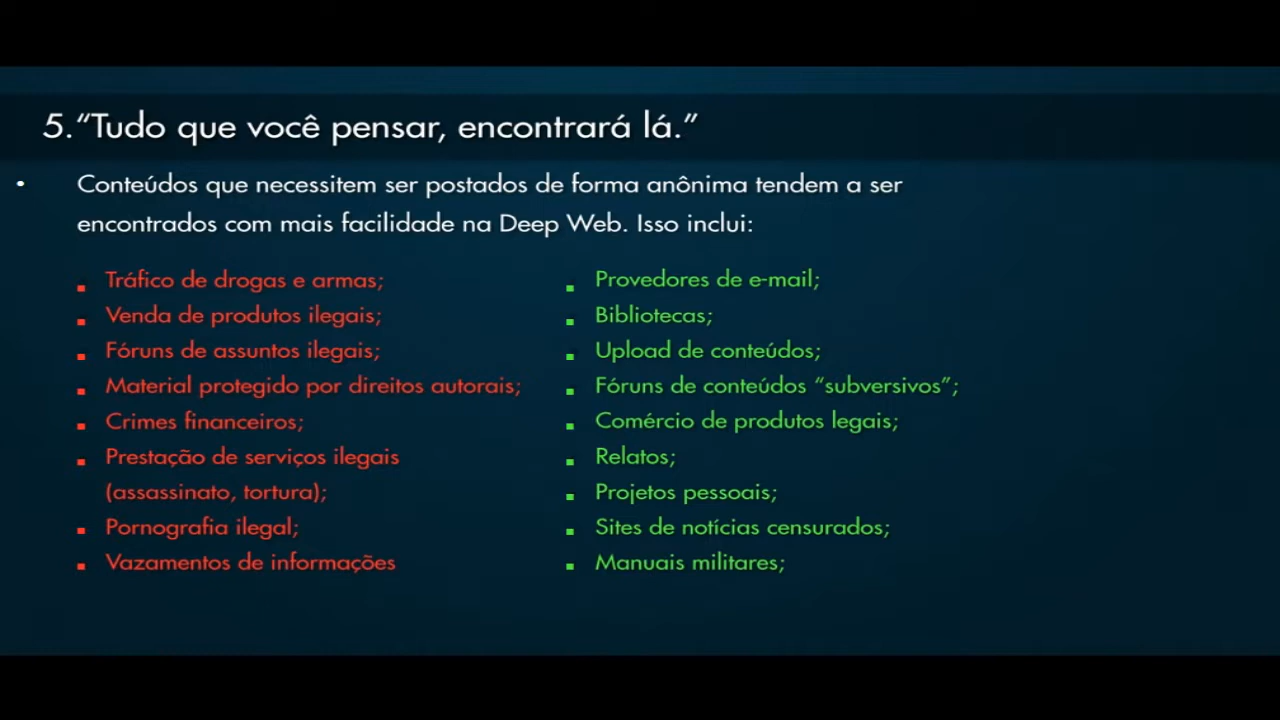 5. “Tudo que você pensar, encontrará lá.”
• Conteúdos que necessitem ser postados de forma anônima tendem a ser
encontrados com mais facilidade na Deep Web. Isso inclui:
▪ Tráfico de drogas e armas;
▪ Venda de produtos ilegais;
▪ Fóruns de assuntos ilegais;
▪ Material protegido por direitos autorais;
▪ Crimes financeiros;
▪ Prestação de serviços ilegais
(assassinato, tortura);
▪ Pornografia ilegal;
▪ Vazamentos de informações
▪ Provedores de e-mail;
▪ Bibliotecas;
▪ Upload de conteúdos;
▪ Fóruns de conteúdos “subversivos”;
▪ Comércio de produtos legais;
▪ Relatos;
▪ Projetos pessoais;
▪ Sites de notícias censurados;
▪ Manuais militares;